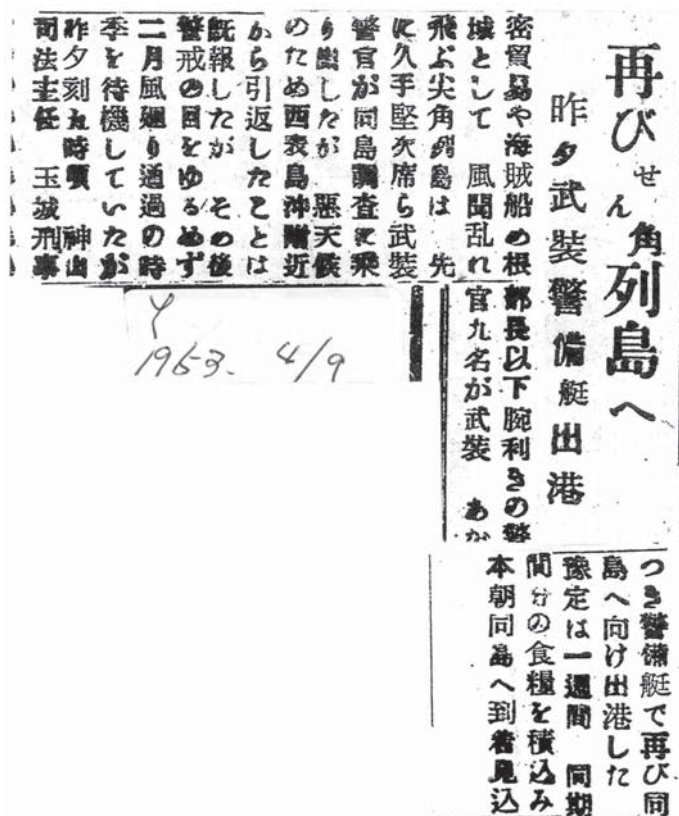 再びせん角列島へ
昨夕武装警備艇出港
密貿易や海賊船の根
城として 風聞乱れ
飛ぶ尖角列島は 先
に久手堅次席ら武装
警官が同島調査に乗
り出したが 悪天候
のため西表島沖附近
から引返したことは
既報したが その後
警戒の目をゆるめず
二月風廻り通過の時
季を待機していたが
昨夕刻九時頃 神山
司法主任 玉城刑事
部長以下腕利きの警
官九名が武装 あか
つき警備艇で再び同
島へ向け出港した
豫定は一週間 同期
間分の食糧を積込み
本朝同島へ到着見込
1953. 4/9